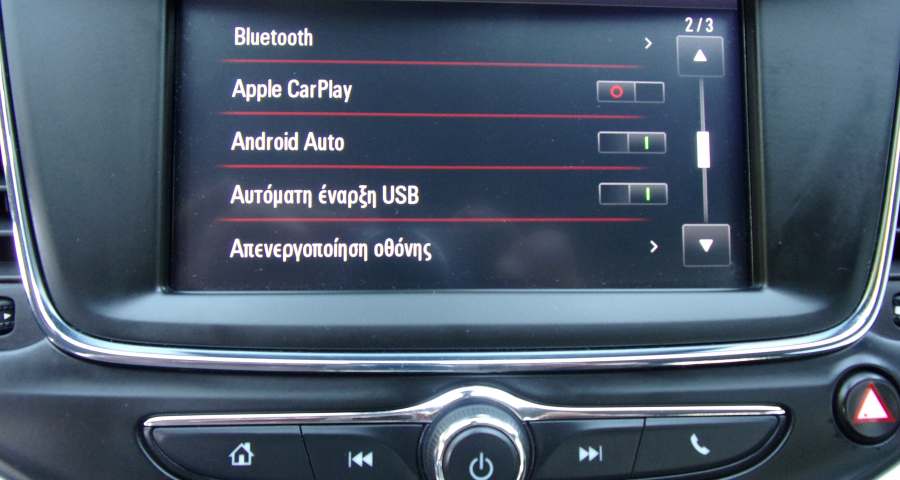 2/3
Bluetooth
Apple CarPlay
Android Auto
Αυτόματη έναρξη USB
Απενεργοποίηση οθόνης